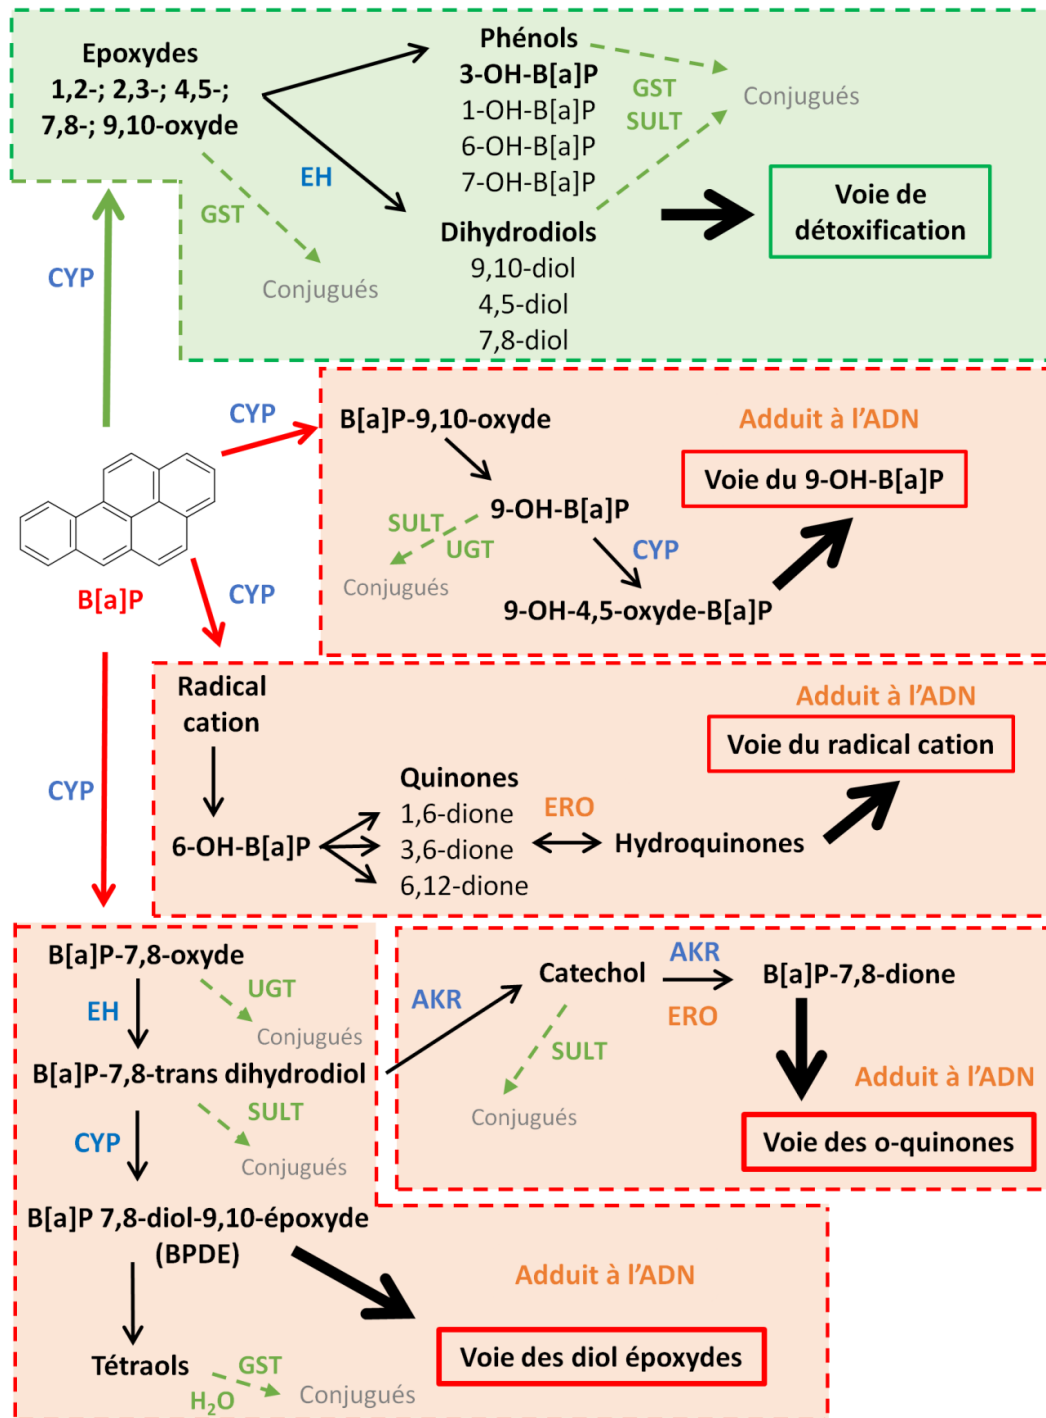 Epoxydes
1,2-; 2,3-; 4,5-;
7,8-; 9,10-oxyde
Phénols
3-OH-B[a]P
1-OH-B[a]P
6-OH-B[a]P
7-OH-B[a]P
GST
SULT
Conjugués
EH
GST
Conjugués
Dihydrodiols
9,10-diol
4,5-diol
7,8-diol
Voie de
détoxification
CYP
CYP
B[a]P
CYP
CYP
B[a]P-9,10-oxyde
9-OH-B[a]P
SULT
UGT
Conjugués
CYP
9-OH-4,5-oxyde-B[a]P
Adduit à l’ADN
Voie du 9-OH-B[a]P
Radical
cation
6-OH-B[a]P
Quinones
1,6-dione
3,6-dione
6,12-dione
ERO
Hydroquinones
Adduit à l’ADN
Voie du radical cation
B[a]P-7,8-oxyde
EH
UGT
Conjugués
B[a]P-7,8-trans dihydrodiol
CYP
SULT
Conjugués
B[a]P 7,8-diol-9,10-époxyde
(BPDE)
Tétraols
GST
H₂O
Conjugués
Adduit à l’ADN
Voie des diol époxydes
AKR
Catechol
SULT
Conjugués
AKR
ERO
B[a]P-7,8-dione
Adduit à l’ADN
Voie des o-quinones